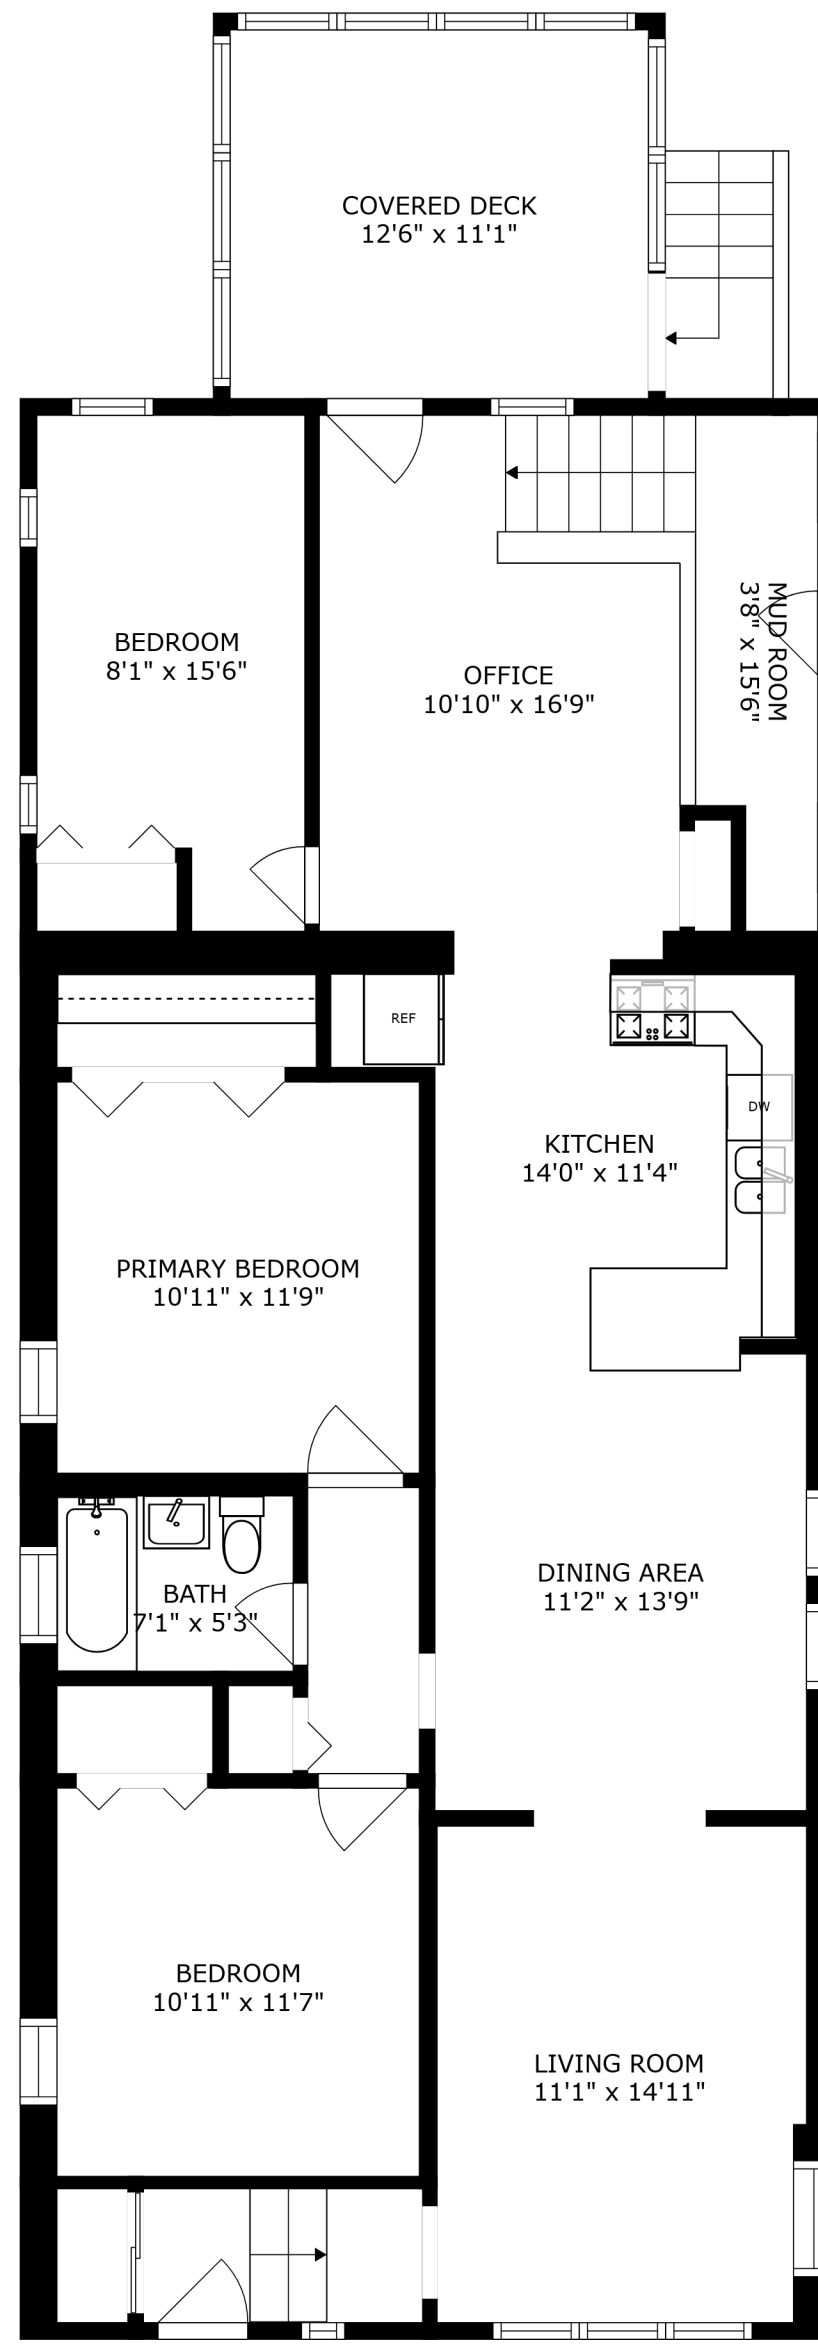 COVERED DECK
12'6" x 11'1"
BEDROOM
8'1" x 15'6"
OFFICE
10'10" x 16'9"
MUD ROOM
3'8" x 15'6"
REF
DW
KITCHEN
14'0" x 11'4"
PRIMARY BEDROOM
10'11" x 11'9"
DINING AREA
11'2" x 13'9"
BATH
7'1" x 5'3"
BEDROOM
10'11" x 11'7"
LIVING ROOM
11'1" x 14'11"